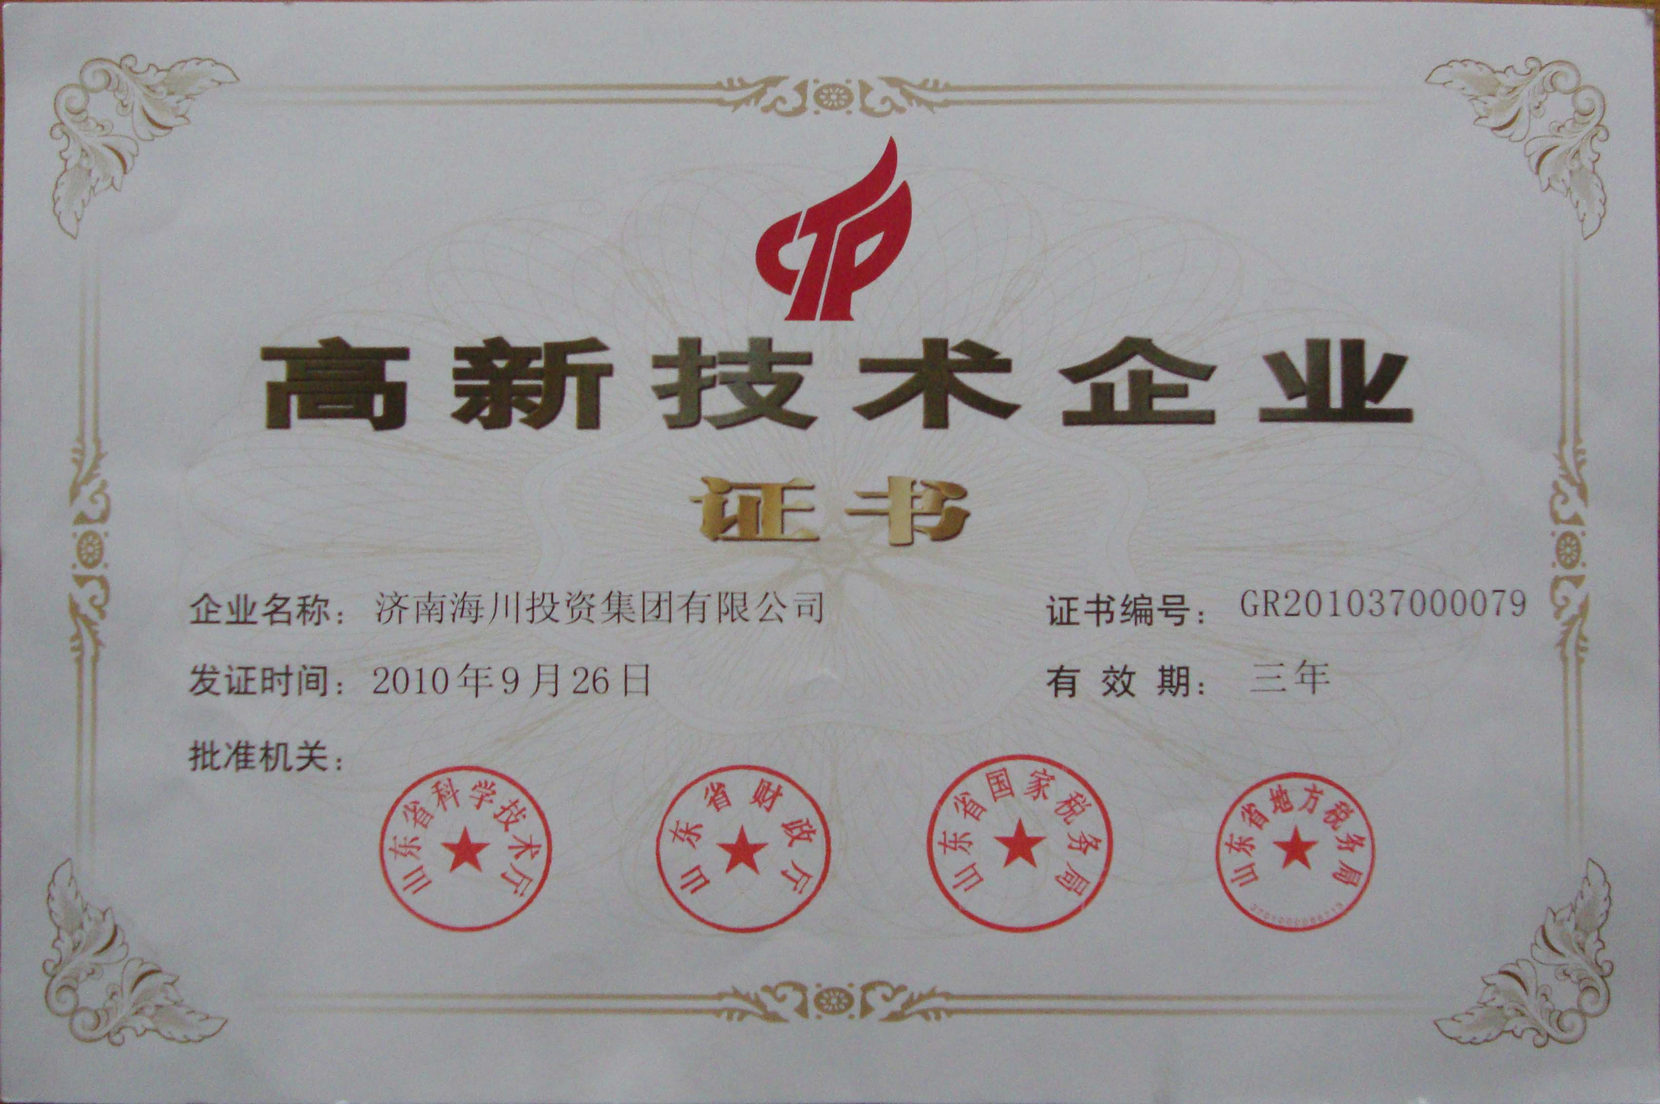 CTP
高新技术企业
证书
企业名称：济南海川投资集团有限公司
证书编号：GR201037000079
发证时间：2010年9月26日
有效期：三年
批准机关：
山东省科学技术厅
山东省财政厅
山东省国家税务局
山东省地方税务局